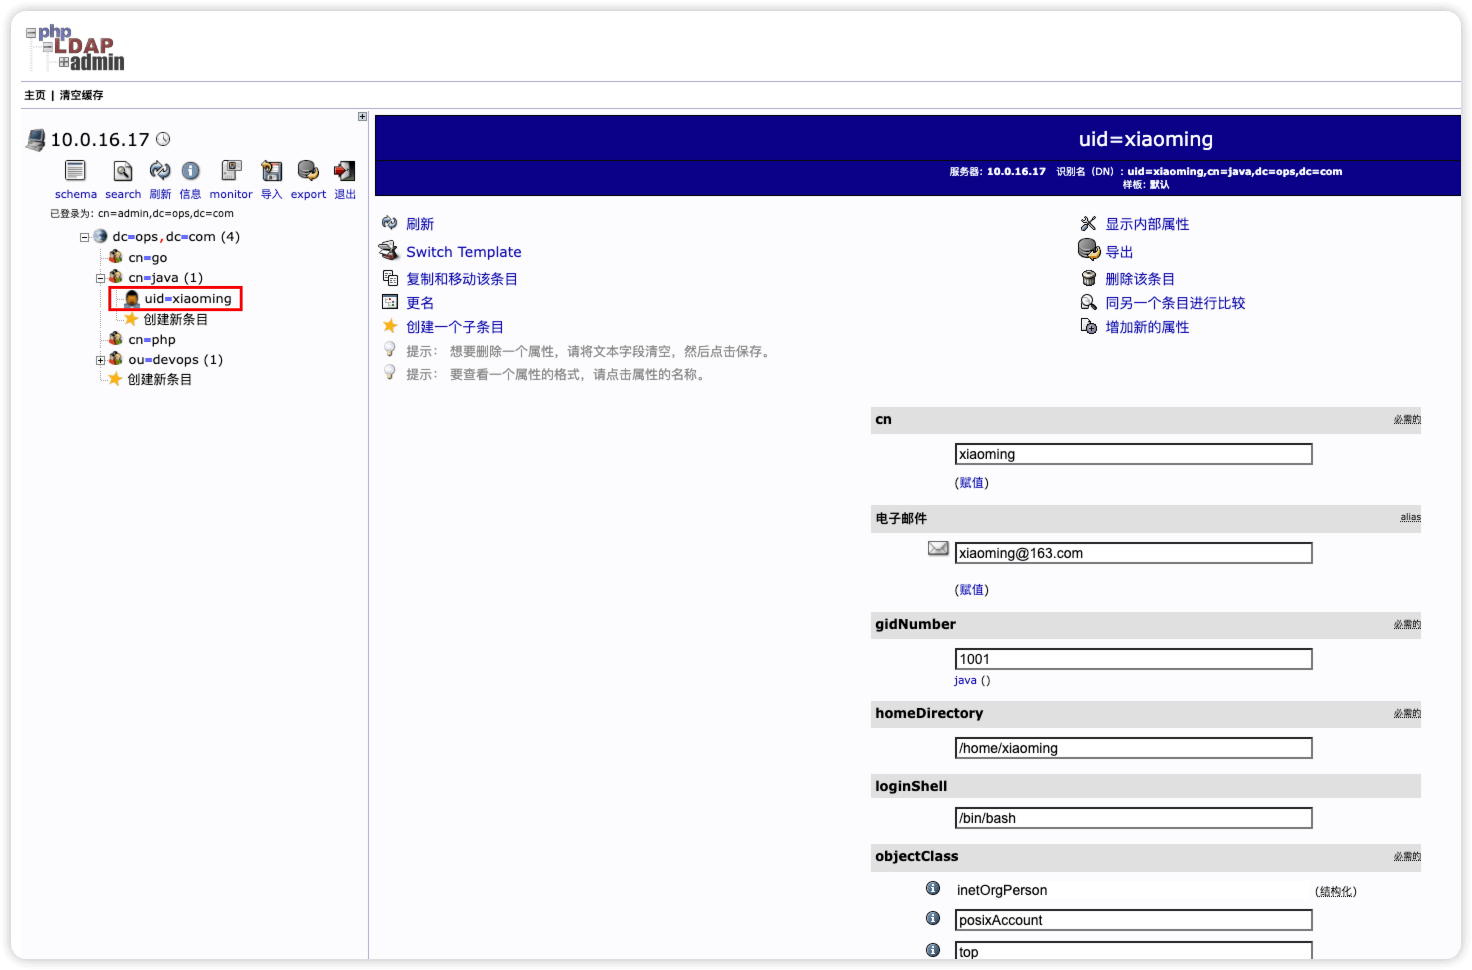 php
LDAP
admin
主页 | 清空缓存
10.0.16.17
schema search 刷新 信息 monitor 导入 export 退出
已登录为: cn=admin,dc=ops,dc=com
dc=ops,dc=com (4)
cn=go
cn=java (1)
uid=xiaoming
创建新条目
cn=php
ou=devops (1)
创建新条目
uid=xiaoming
服务器: 10.0.16.17 识别名（DN）: uid=xiaoming,cn=java,dc=ops,dc=com
样板: 默认
刷新
Switch Template
复制和移动该条目
更名
创建一个子条目
提示: 想要删除一个属性，请将文本字段清空，然后点击保存。
提示: 要查看一个属性的格式，请点击属性的名称。
显示内部属性
导出
删除该条目
同另一个条目进行比较
增加新的属性
cn 必需的
xiaoming
(赋值)
电子邮件 alias
xiaoming@163.com
(赋值)
gidNumber 必需的
1001
java ()
homeDirectory 必需的
/home/xiaoming
loginShell
/bin/bash
objectClass 必需的
inetOrgPerson (结构化)
posixAccount
top